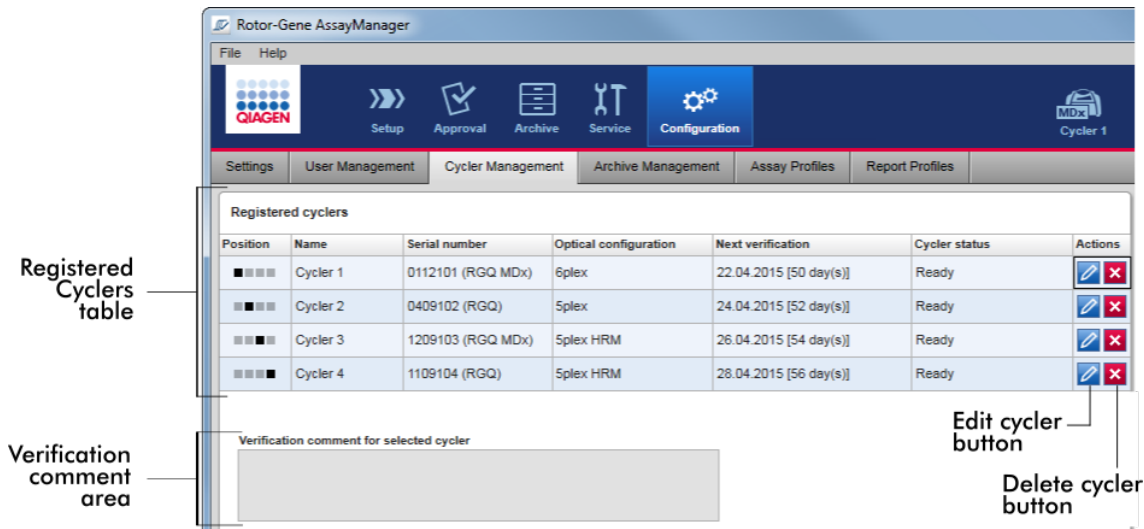 Rotor-Gene AssayManager
File Help
QIAGEN
Setup Approval Archive Service Configuration
MDx
Cycler 1
Settings User Management Cycler Management Archive Management Assay Profiles Report Profiles
Registered cyclers
Position Name Serial number Optical configuration Next verification Cycler status Actions
Cycler 1 0112101 (RGQ MDx) 6plex 22.04.2015 [50 day(s)] Ready
Cycler 2 0409102 (RGQ) 5plex 24.04.2015 [52 day(s)] Ready
Cycler 3 1209103 (RGQ MDx) 5plex HRM 26.04.2015 [54 day(s)] Ready
Cycler 4 1109104 (RGQ) 5plex HRM 28.04.2015 [56 day(s)] Ready
Registered
Cyclers
table
Verification comment for selected cycler
Verification
comment
area
Edit cycler
button
Delete cycler
button